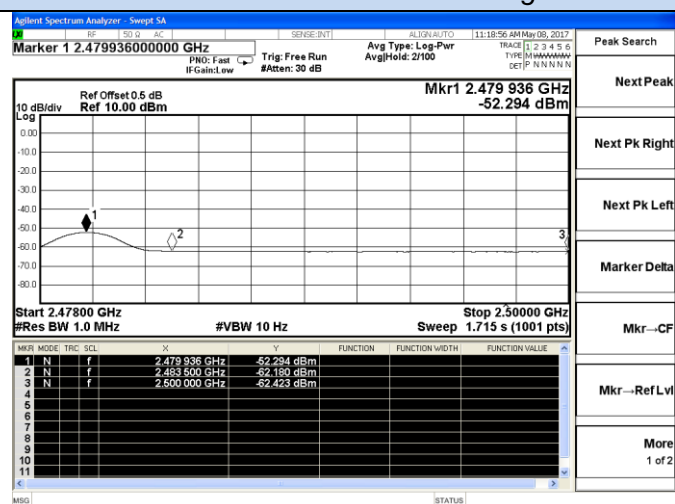 Agilent Spectrum Analyzer - Swept SA
RF 50 Ω AC SENSE:INT ALIGN AUTO 11:18:56 AM May 08, 2017
Marker 1 2.479936000000 GHz
PNO: Fast
IFGain:Low
Trig: Free Run
#Atten: 30 dB
Avg Type: Log-Pwr
Avg|Hold: 2/100
TRACE 1 2 3 4 5 6
TYPE M WWWWW
DET P N N N N N
Peak Search
Next Peak
Next Pk Right
Next Pk Left
Marker Delta
Mkr→CF
Mkr→Ref Lvl
More
1 of 2
Ref Offset 0.5 dB
10 dB/div Ref 10.00 dBm
Log
Mkr1 2.479 936 GHz
-52.294 dBm
0.00
-10.0
-20.0
-30.0
-40.0
-50.0
-60.0
-70.0
-80.0
1
2
3
Start 2.47800 GHz Stop 2.50000 GHz
#Res BW 1.0 MHz #VBW 10 Hz Sweep 1.715 s (1001 pts)
MKR MODE TRC SCL X Y FUNCTION FUNCTION WIDTH FUNCTION VALUE
1 N f 2.479 936 GHz -52.294 dBm
2 N f 2.483 500 GHz -62.180 dBm
3 N f 2.500 000 GHz -62.423 dBm
4
5
6
7
8
9
10
11
MSG STATUS